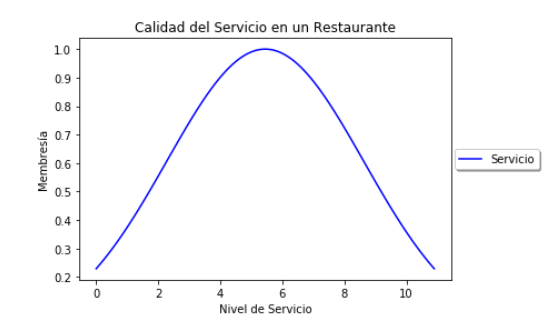 Calidad del Servicio en un Restaurante
1.0
0.9
0.8
0.7
0.6
0.5
0.4
0.3
0.2
Membresía
Servicio
0 2 4 6 8 10
Nivel de Servicio